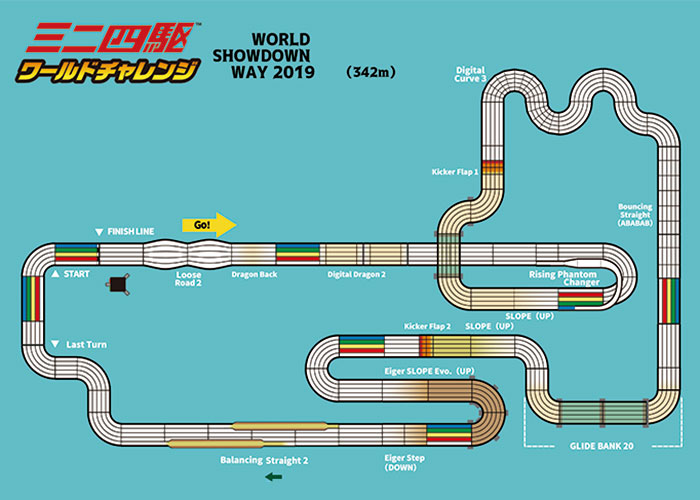 三二四駆™
ワールドチャレンジ
WORLD
SHOWDOWN
WAY 2019 (342m)
Digital
Curve 3
Kicker Flap 1
Bouncing
Straight
(ABABAB)
Go!
FINISH LINE
START
Loose
Road 2
Dragon Back
Digital Dragon 2
Rising Phantom
Changer
SLOPE (UP)
Kicker Flap 2
SLOPE (UP)
Last Turn
Eiger SLOPE Evo. (UP)
GLIDE BANK 20
Balancing Straight 2
Eiger Step
(DOWN)